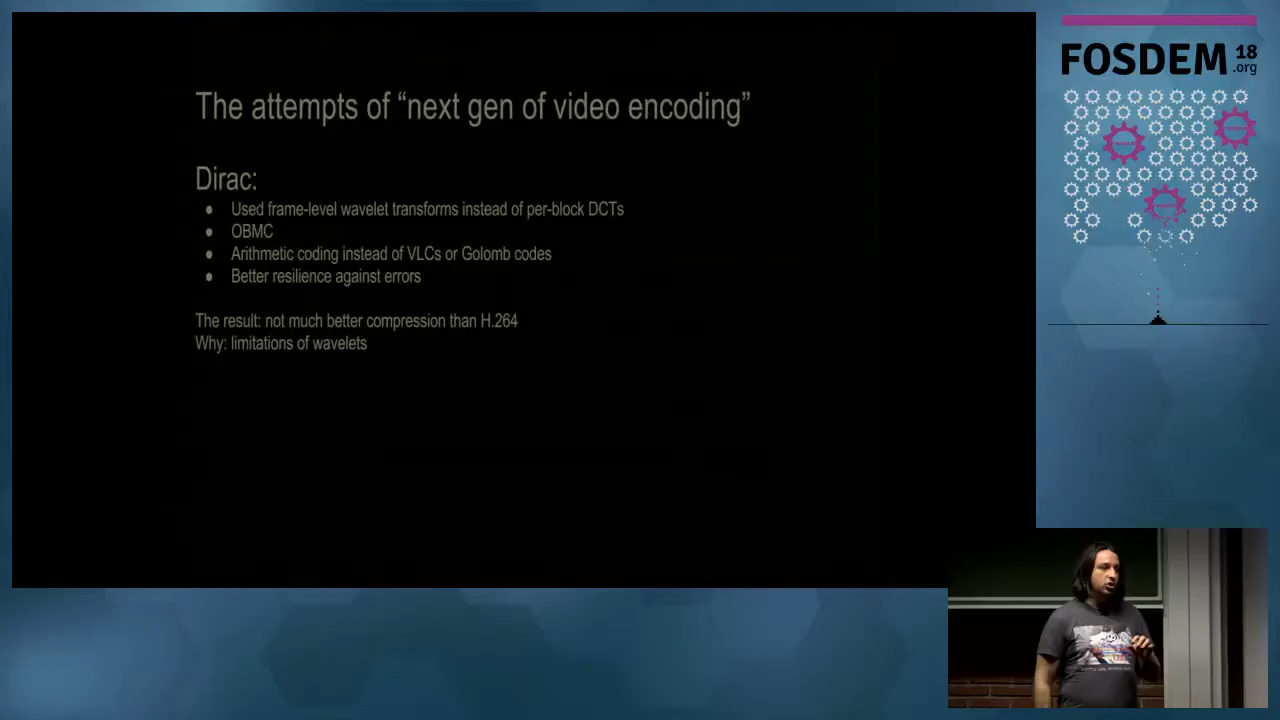 The attempts of “next gen of video encoding”
Dirac:
● Used frame-level wavelet transforms instead of per-block DCTs
● OBMC
● Arithmetic coding instead of VLCs or Golomb codes
● Better resilience against errors
The result: not much better compression than H.264
Why: limitations of wavelets
FOSDEM 18
.org